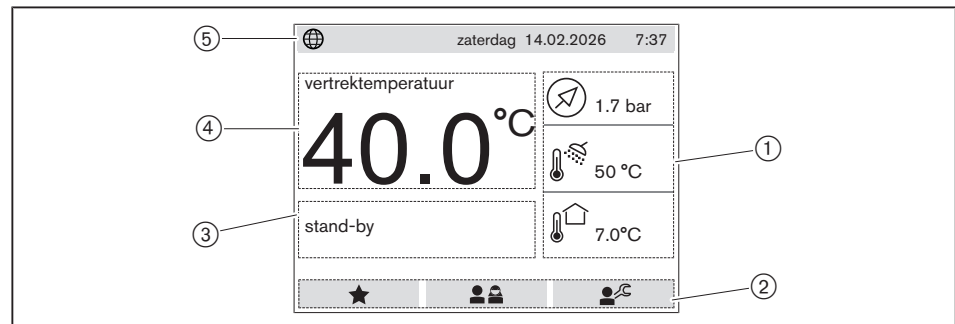 ⑤
zaterdag 14.02.2026 7:37
vertrektemperatuur
④
40.0°C
1.7 bar
①
50 °C
③
stand-by
7.0°C
②